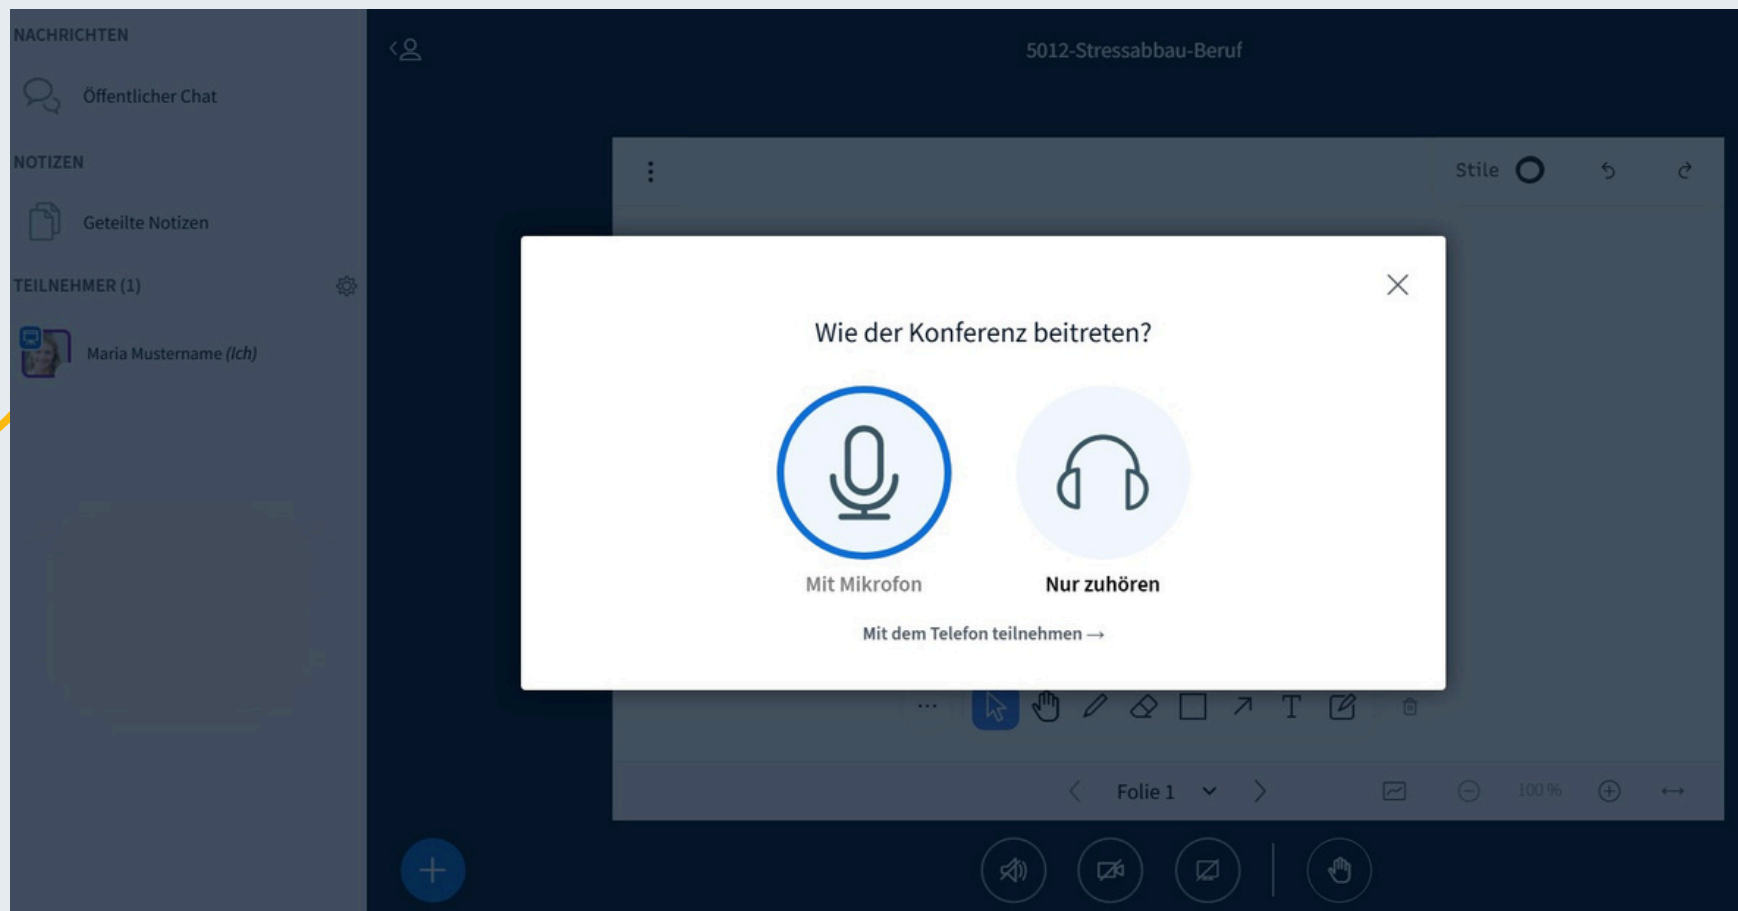 NACHRICHTEN
Öffentlicher Chat
NOTIZEN
Geteilte Notizen
TEILNEHMER (1)
Maria Mustername (Ich)
5012-Stressabbau-Beruf
Stile
Wie der Konferenz beitreten?
Mit Mikrofon
Nur zuhören
Mit dem Telefon teilnehmen →
T
Folie 1
100 %